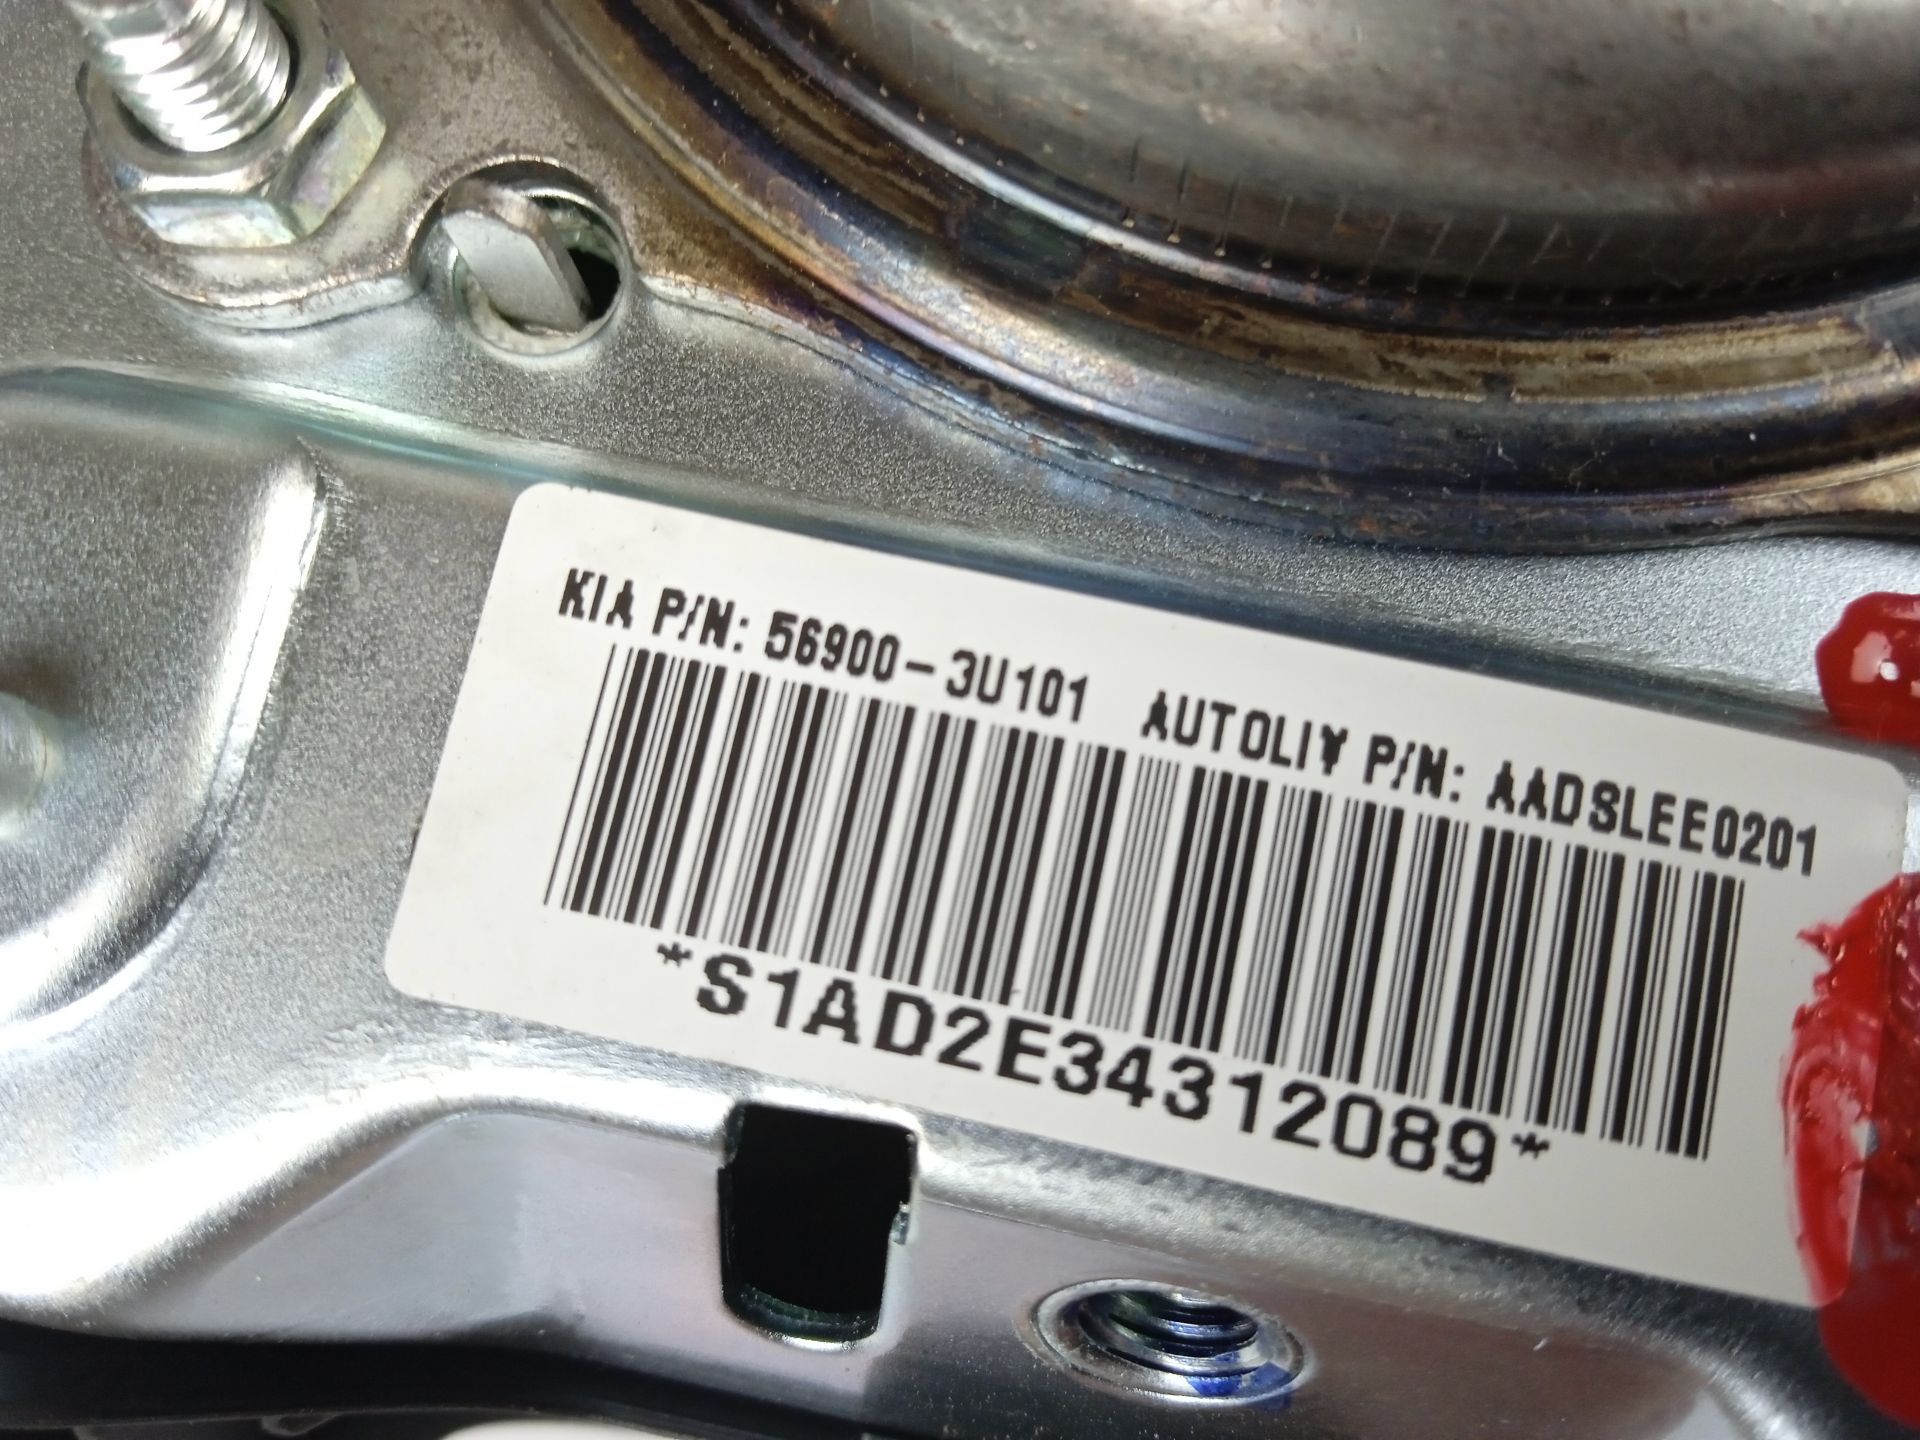 KIA P/N: 56900-3U101 AUTOLIV P/N: AADSLEE0201
*S1AD2E34312089*